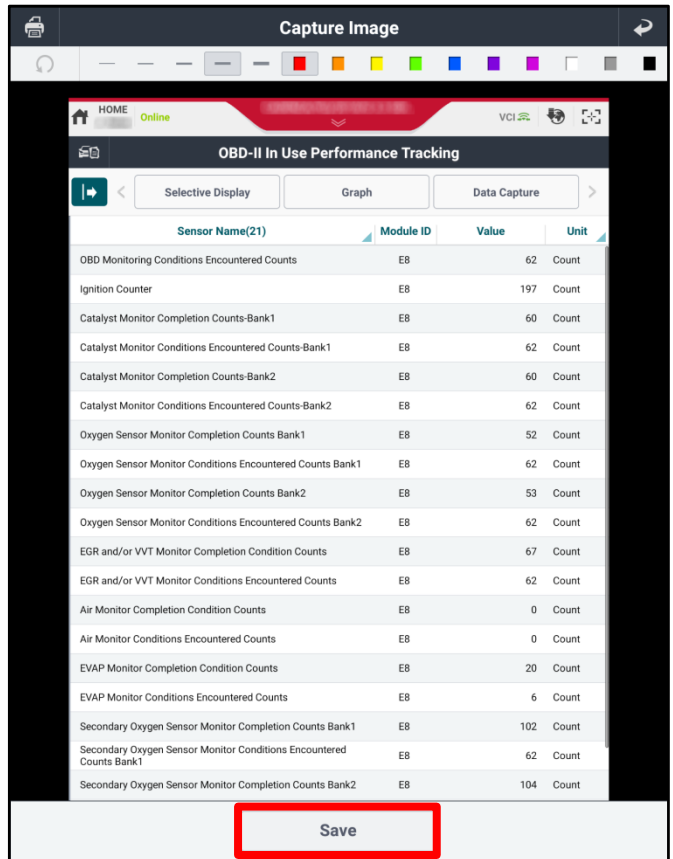 Capture Image
HOME
Online
VCI
OBD-II In Use Performance Tracking
Selective Display Graph Data Capture
Sensor Name(21) Module ID Value Unit
OBD Monitoring Conditions Encountered Counts E8 62 Count
Ignition Counter E8 197 Count
Catalyst Monitor Completion Counts-Bank1 E8 60 Count
Catalyst Monitor Conditions Encountered Counts-Bank1 E8 62 Count
Catalyst Monitor Completion Counts-Bank2 E8 60 Count
Catalyst Monitor Conditions Encountered Counts-Bank2 E8 62 Count
Oxygen Sensor Monitor Completion Counts Bank1 E8 52 Count
Oxygen Sensor Monitor Conditions Encountered Counts Bank1 E8 62 Count
Oxygen Sensor Monitor Completion Counts Bank2 E8 53 Count
Oxygen Sensor Monitor Conditions Encountered Counts Bank2 E8 62 Count
EGR and/or VVT Monitor Completion Condition Counts E8 67 Count
EGR and/or VVT Monitor Conditions Encountered Counts E8 62 Count
Air Monitor Completion Condition Counts E8 0 Count
Air Monitor Conditions Encountered Counts E8 0 Count
EVAP Monitor Completion Condition Counts E8 20 Count
EVAP Monitor Conditions Encountered Counts E8 6 Count
Secondary Oxygen Sensor Monitor Completion Counts Bank1 E8 102 Count
Secondary Oxygen Sensor Monitor Conditions Encountered
Counts Bank1 E8 62 Count
Secondary Oxygen Sensor Monitor Completion Counts Bank2 E8 104 Count
Save